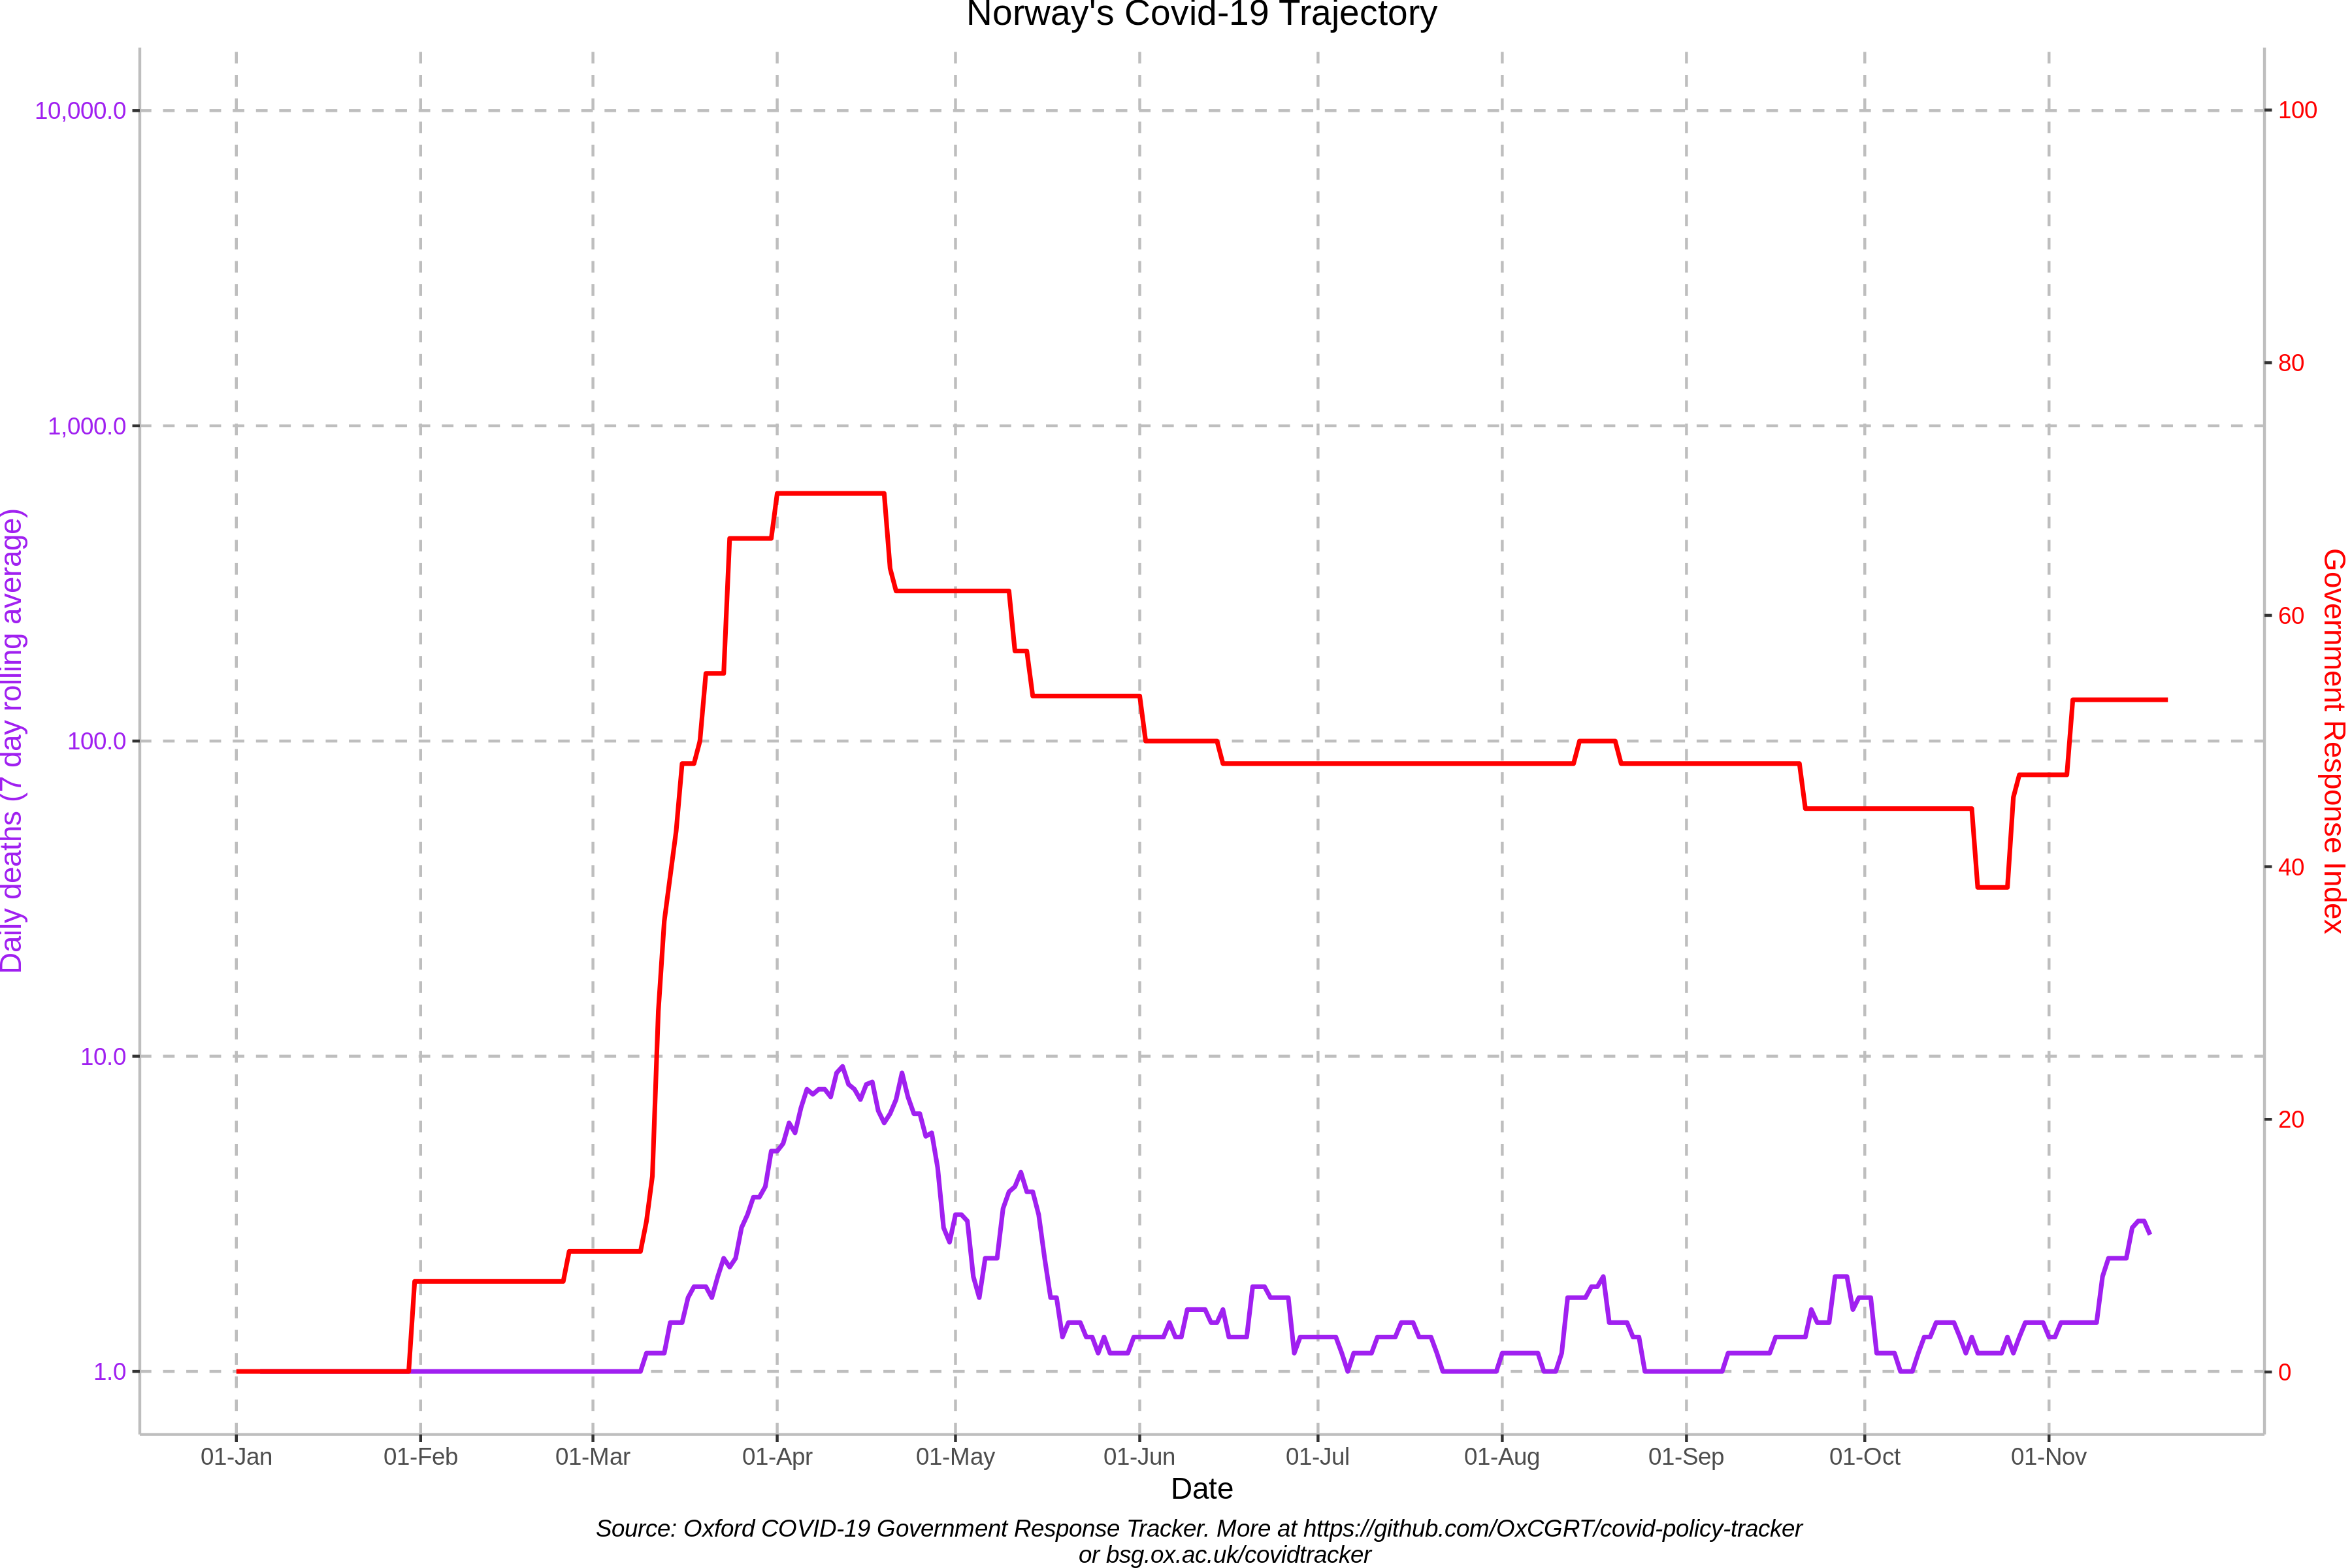 Norway's Covid-19 Trajectory
10,000.0
1,000.0
100.0
10.0
1.0
Daily deaths (7 day rolling average)
100
80
60
40
20
0
Government Response Index
01-Jan
01-Feb
01-Mar
01-Apr
01-May
01-Jun
01-Jul
01-Aug
01-Sep
01-Oct
01-Nov
Date
Source: Oxford COVID-19 Government Response Tracker. More at https://github.com/OxCGRT/covid-policy-tracker
or bsg.ox.ac.uk/covidtracker